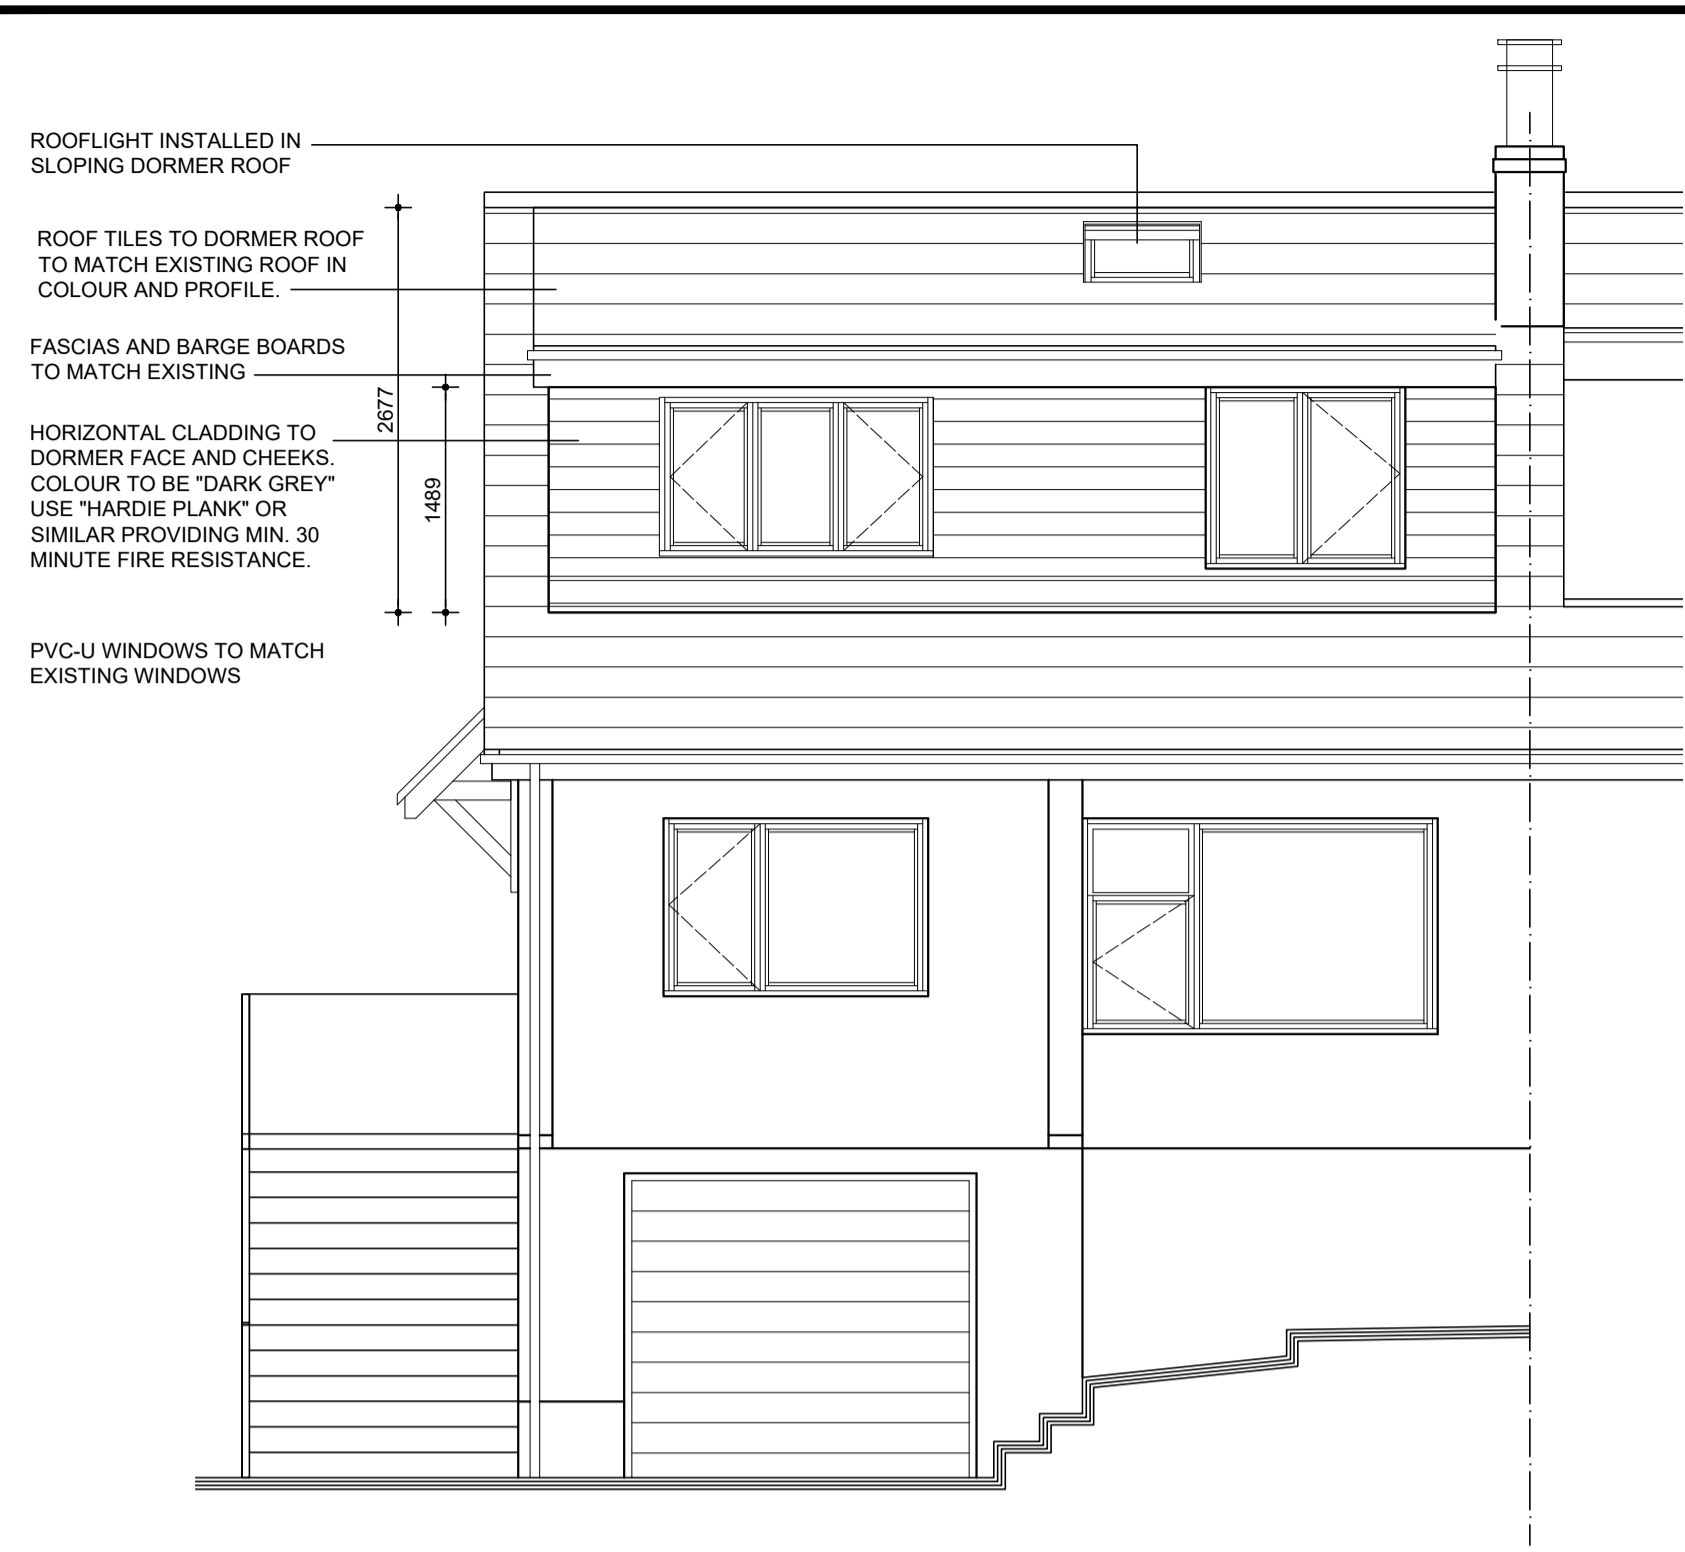 ROOFLIGHT INSTALLED IN
SLOPING DORMER ROOF
ROOF TILES TO DORMER ROOF
TO MATCH EXISTING ROOF IN
COLOUR AND PROFILE.
FASCIAS AND BARGE BOARDS
TO MATCH EXISTING
2677
1489
HORIZONTAL CLADDING TO
DORMER FACE AND CHEEKS.
COLOUR TO BE "DARK GREY"
USE "HARDIE PLANK" OR
SIMILAR PROVIDING MIN. 30
MINUTE FIRE RESISTANCE.
PVC-U WINDOWS TO MATCH
EXISTING WINDOWS